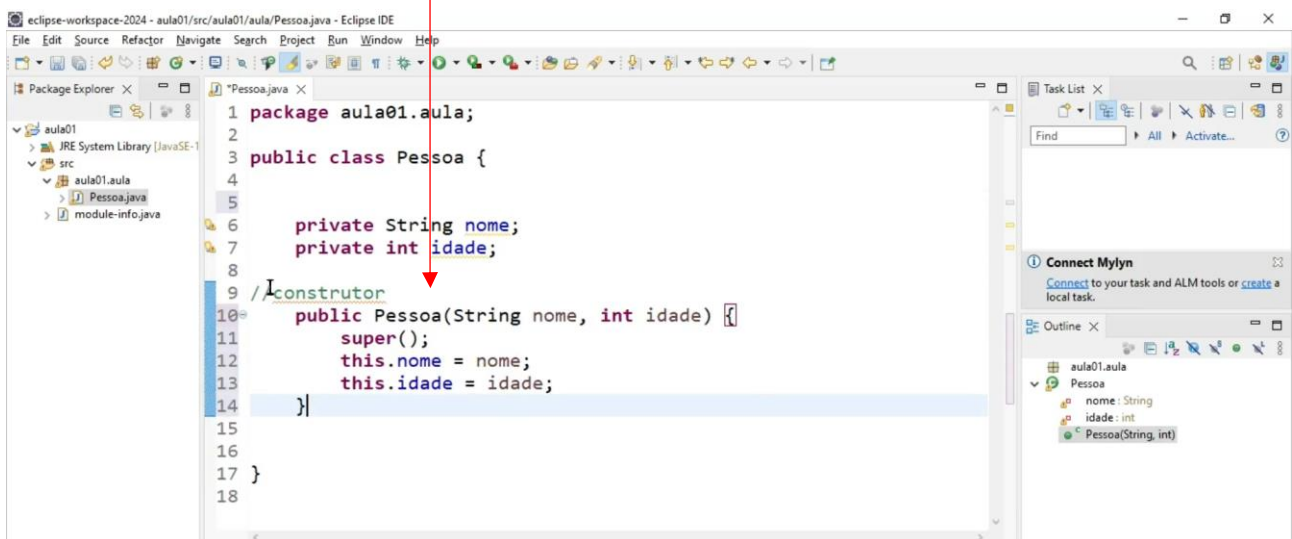 eclipse-workspace-2024 - aula01/src/aula01/aula/Pessoa.java - Eclipse IDE
File Edit Source Refactor Navigate Search Project Run Window Help
Package Explorer
*Pessoa.java
Task List
aula01
JRE System Library [JavaSE-1
src
aula01.aula
Pessoa.java
module-info.java
1 package aula01.aula;
2
3 public class Pessoa {
4
5
6 private String nome;
7 private int idade;
8
9 //construtor
10 public Pessoa(String nome, int idade) {
11 super();
12 this.nome = nome;
13 this.idade = idade;
14 }
15
16
17 }
18
Find All Activate...
Connect Mylyn
Connect to your task and ALM tools or create a
local task.
Outline
aula01.aula
Pessoa
nome : String
idade : int
Pessoa(String, int)